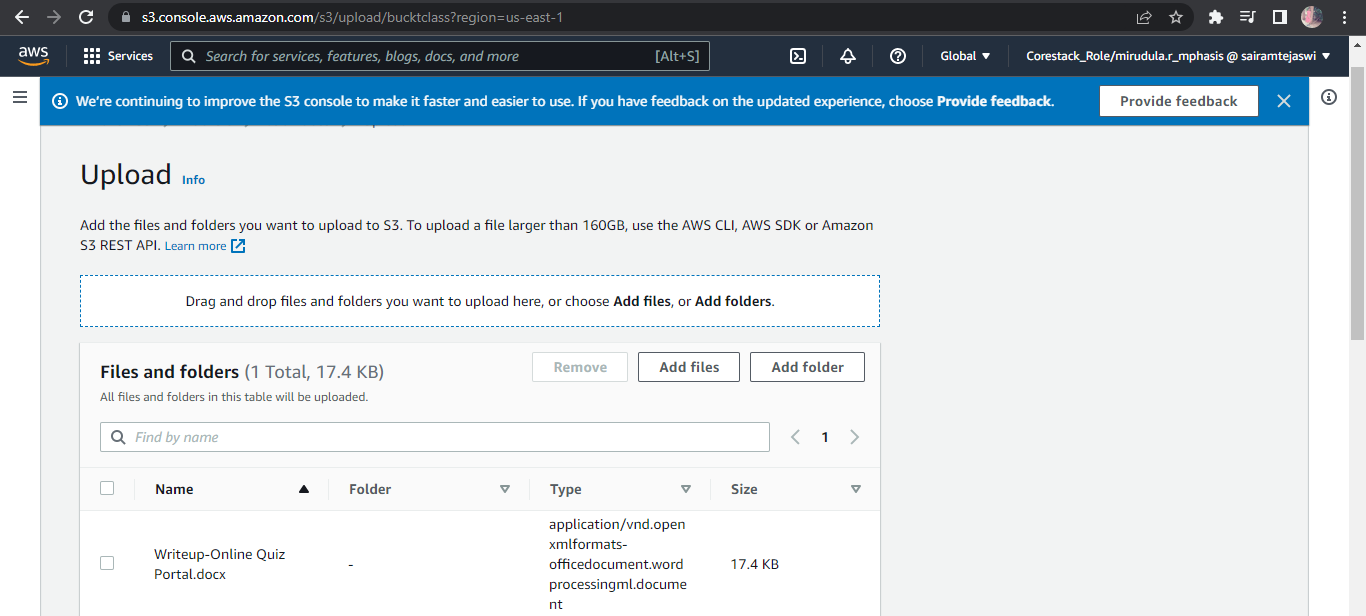 s3.console.aws.amazon.com/s3/upload/bucktclass?region=us-east-1
aws
Services
Search for services, features, blogs, docs, and more
[Alt+S]
Global
Corestack_Role/mirudula.r_mphasis @ sairamtejaswi
We're continuing to improve the S3 console to make it faster and easier to use. If you have feedback on the updated experience, choose Provide feedback.
Provide feedback
Upload
Info
Add the files and folders you want to upload to S3. To upload a file larger than 160GB, use the AWS CLI, AWS SDK or Amazon
S3 REST API. Learn more
Drag and drop files and folders you want to upload here, or choose Add files, or Add folders.
Files and folders (1 Total, 17.4 KB)
Remove
Add files
Add folder
All files and folders in this table will be uploaded.
Find by name
1
Name
Folder
Type
Size
Writeup-Online Quiz
Portal.docx
-
application/vnd.open
xmlformats-
officedocument.word
processingml.docume
nt
17.4 KB